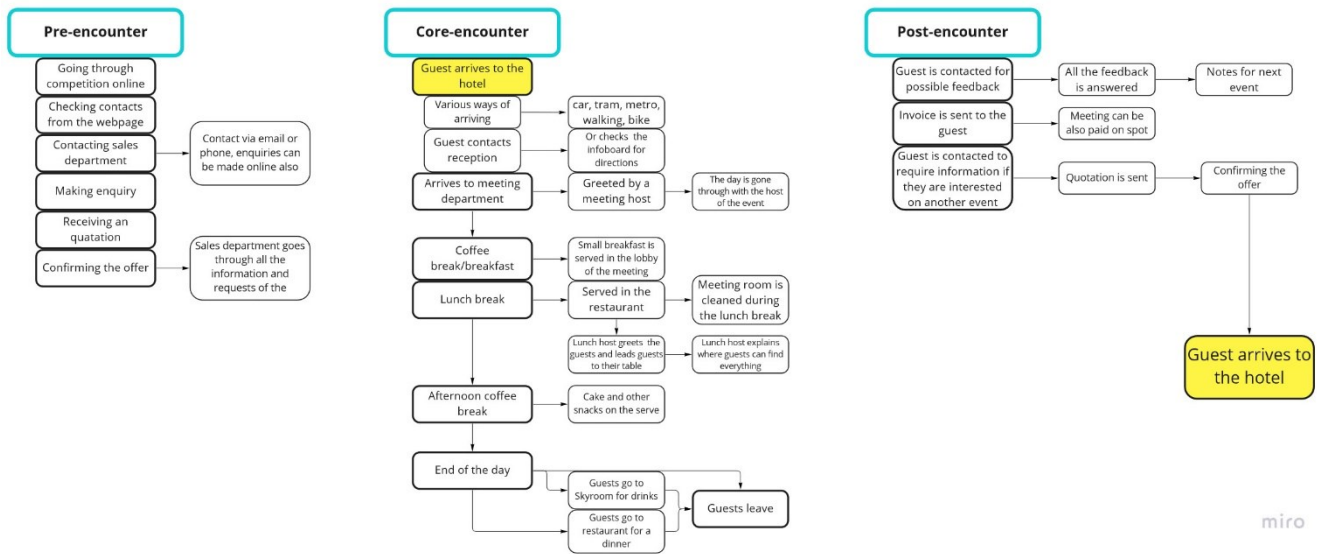 Pre-encounter
Going through
competition online
Checking contacts
from the webpage
Contacting sales
department
Contact via email or
phone, enquiries can
be made online also
Making enquiry
Receiving an
quatation
Confirming the offer
Sales department goes
through all the
information and
requests of the
Core-encounter
Guest arrives to the
hotel
Various ways of
arriving
car, tram, metro,
walking, bike
Guest contacts
reception
Or checks the
infoboard for
directions
Arrives to meeting
department
Greeted by a
meeting host
The day is gone
through with the host
of the event
Coffee
break/breakfast
Small breakfast is
served in the lobby
of the meeting
Lunch break
Served in the
restaurant
Meeting room is
cleaned during
the lunch break
Lunch host greets the
guests and leads guests
to their table
Lunch host explains
where guests can find
everything
Afternoon coffee
break
Cake and other
snacks on the serve
End of the day
Guests go to
Skyroom for drinks
Guests go to
restaurant for a
dinner
Guests leave
Post-encounter
Guest is contacted for
possible feedback
All the feedback
is answered
Notes for next
event
Invoice is sent to the
guest
Meeting can be
also paid on spot
Guest is contacted to
require information if
they are interested
on another event
Quotation is sent
Confirming the
offer
Guest arrives to
the hotel
miro